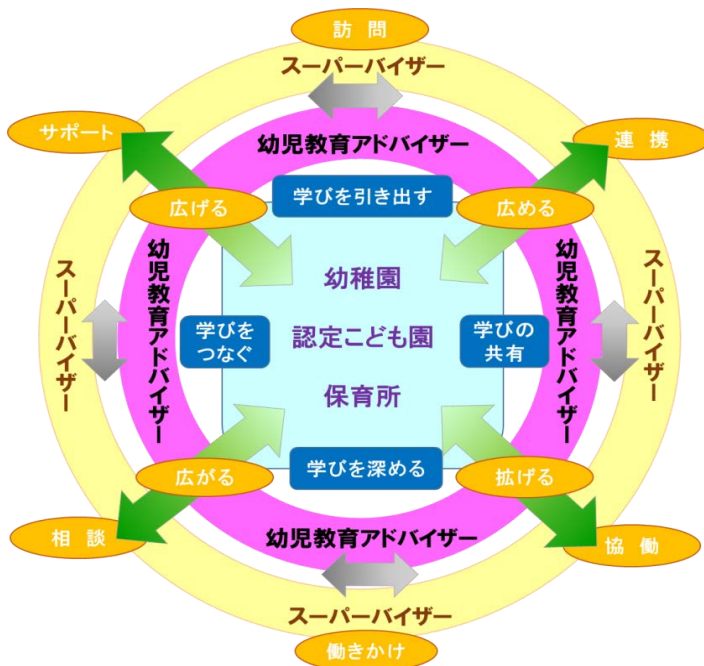 訪 問
スーパーバイザー
サポート
連 携
幼児教育アドバイザー
学びを引き出す
広げる
広める
幼稚園
スーパーバイザー
幼児教育アドバイザー
学びを
つなぐ
認定こども園
学びの
共有
幼児教育アドバイザー
スーパーバイザー
保育所
学びを深める
広がる
拡げる
相 談
幼児教育アドバイザー
協 働
スーパーバイザー
働きかけ